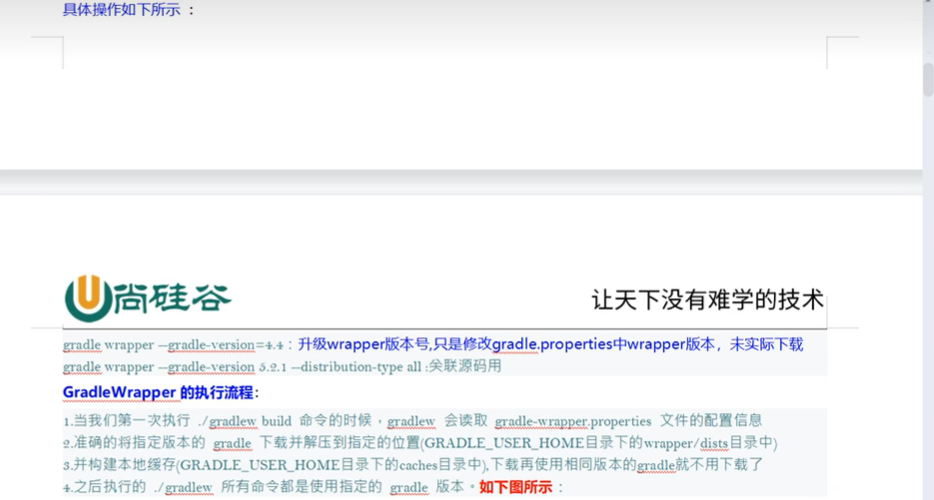 具体操作如下所示 ：
尚硅谷
让天下没有难学的技术
gradle wrapper --gradle-version=4.4：升级wrapper版本号,只是修改gradle.properties中wrapper版本，未实际下载
gradle wrapper --gradle-version 5.2.1 --distribution-type all :关联源码用
GradleWrapper 的执行流程：
1.当我们第一次执行 ./gradlew build 命令的时候，gradlew 会读取 gradle-wrapper.properties 文件的配置信息
2.准确的将指定版本的 gradle 下载并解压到指定的位置(GRADLE_USER_HOME目录下的wrapper/dists目录中)
3.并构建本地缓存(GRADLE_USER_HOME目录下的caches目录中),下载再使用相同版本的gradle就不用下载了
4.之后执行的 ./gradlew 所有命令都是使用指定的 gradle 版本。如下图所示：